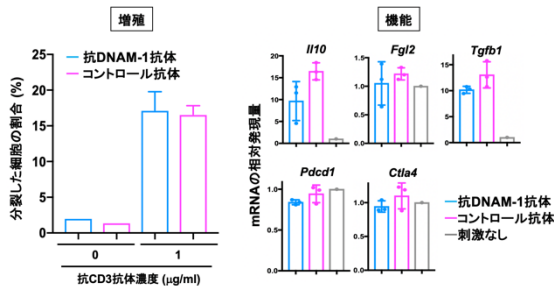 増殖
機能
分裂した細胞の割合 (%)
25
20
15
10
5
0
抗DNAM-1抗体
コントロール抗体
0
1
抗CD3抗体濃度 (μg/ml)
mRNAの相対発現量
Il10
20
15
10
5
0
Fgl2
1.5
1.0
0.5
0.0
Tgfb1
20
15
10
5
0
Pdcd1
1.0
0.5
0.0
Ctla4
1.5
1.0
0.5
0.0
抗DNAM-1抗体
コントロール抗体
刺激なし